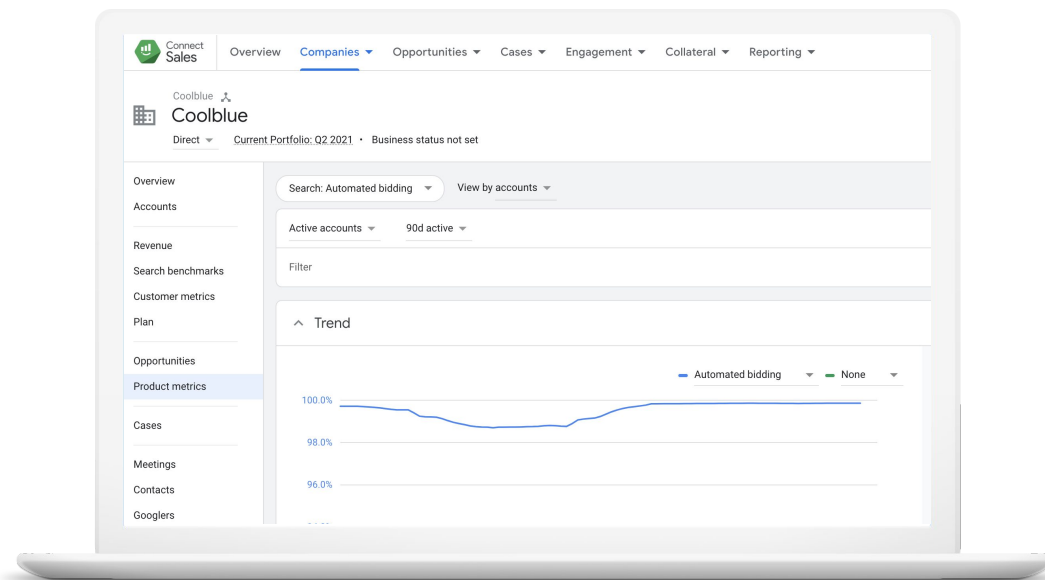 Connect
Sales
Overview Companies Opportunities Cases Engagement Collateral Reporting
Coolblue
Coolblue
Direct Current Portfolio: Q2 2021 • Business status not set
Overview
Accounts
Revenue
Search benchmarks
Customer metrics
Plan
Opportunities
Product metrics
Cases
Meetings
Contacts
Googlers
Search: Automated bidding View by accounts
Active accounts 90d active
Filter
Trend
Automated bidding None
100.0%
98.0%
96.0%